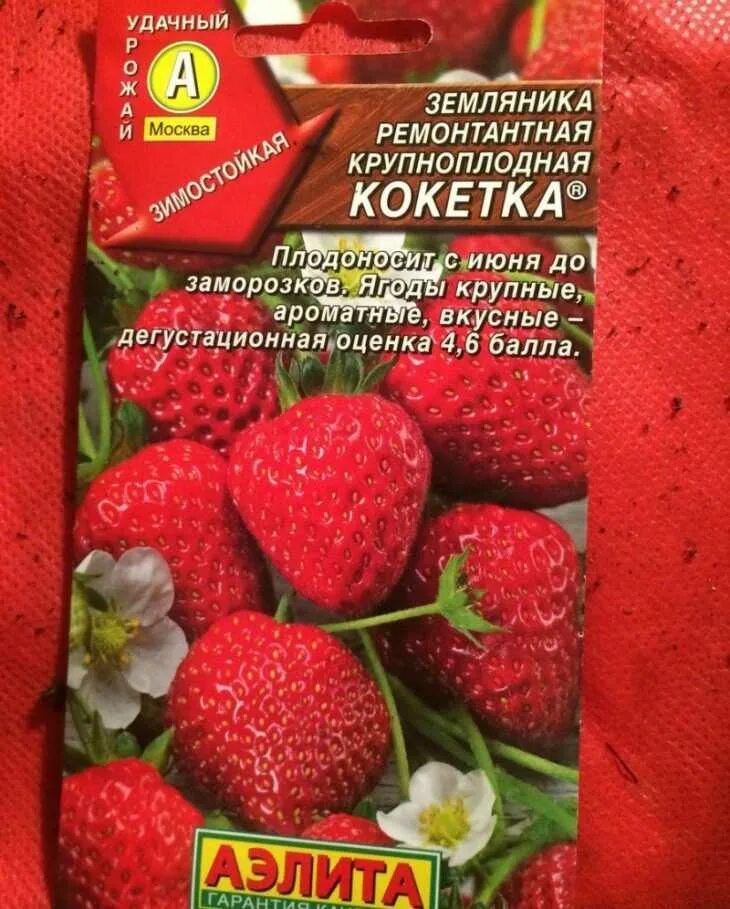 УДАЧНЫЙ
УРОЖАЙ
А
Москва
ЗИМОСТОЙКАЯ
ЗЕМЛЯНИКА
РЕМОНТАНТНАЯ
КРУПНОПЛОДНАЯ
КОКЕТКА®
Плодоносит с июня до
заморозков. Ягоды крупные,
ароматные, вкусные –
дегустационная оценка 4,6 балла.
АЭЛИТА
ГАРАНТИЯ